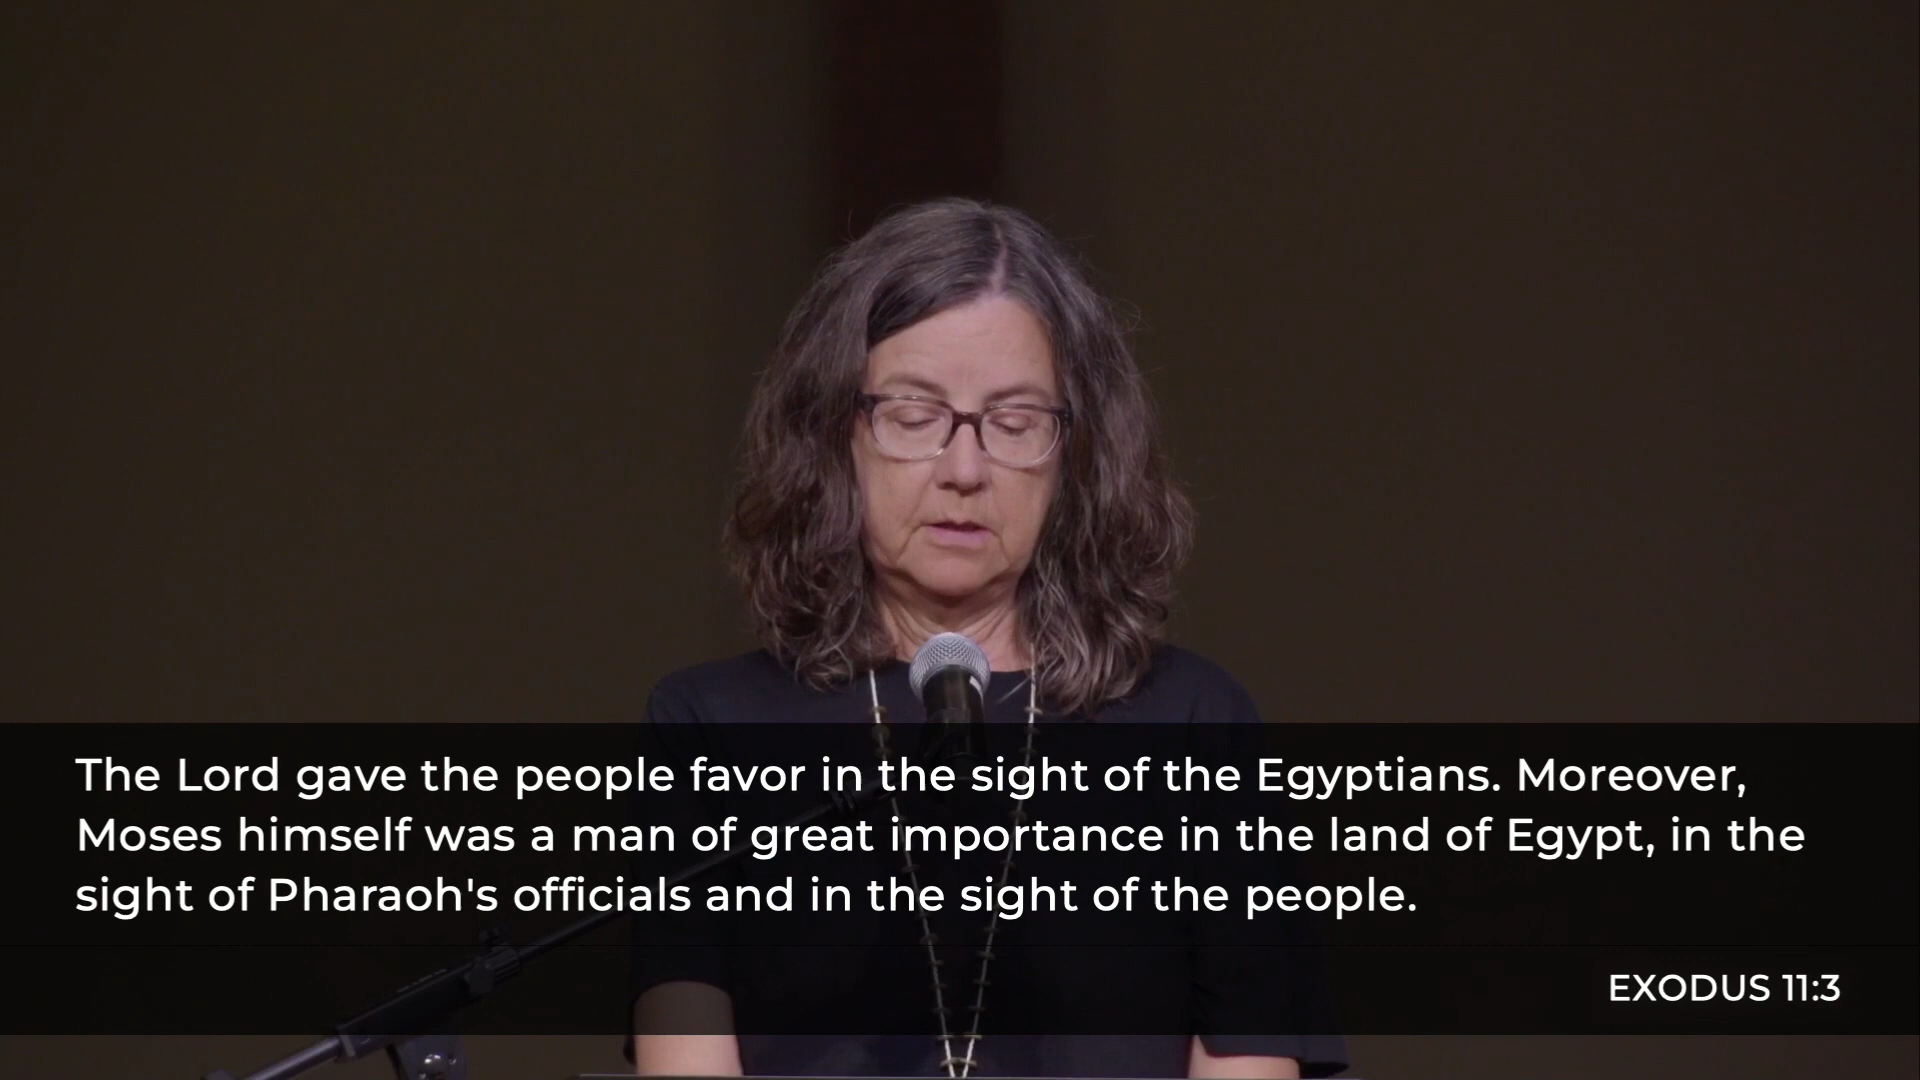 The Lord gave the people favor in the sight of the Egyptians. Moreover,
Moses himself was a man of great importance in the land of Egypt, in the
sight of Pharaoh's officials and in the sight of the people.
EXODUS 11:3